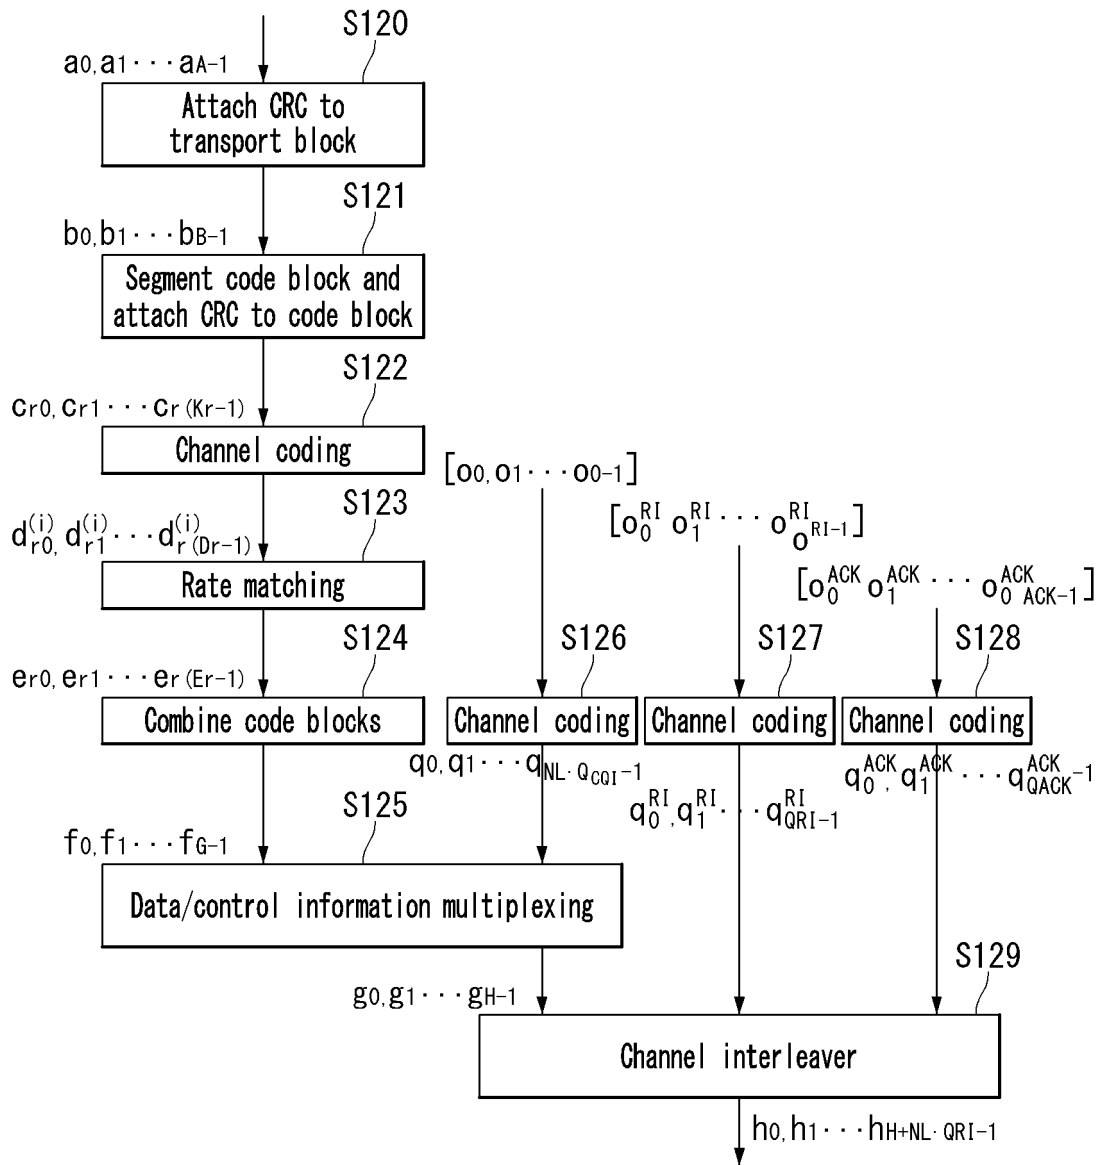 S120
a0,a1···aA-1
Attach CRC to
transport block
S121
b0,b1···bB-1
Segment code block and
attach CRC to code block
S122
cr0,cr1···cr(Kr-1)
Channel coding
[o0,o1···o0-1]
S123
d(i)r0,d(i)r1···d(i)r(Dr-1)
[oRI0 oRI1···oRIORI-1]
Rate matching
[oACK0 oACK1···oACK0 ACK-1]
S124
S126
S127
S128
er0,er1···er(Er-1)
Combine code blocks
Channel coding
Channel coding
Channel coding
q0,q1···qNL·QCQI-1
qACK0,qACK1···qACKQACK-1
qRI0,qRI1···qRIQRI-1
S125
f0,f1···fG-1
Data/control information multiplexing
S129
g0,g1···gH-1
Channel interleaver
h0,h1···hH+NL·QRI-1